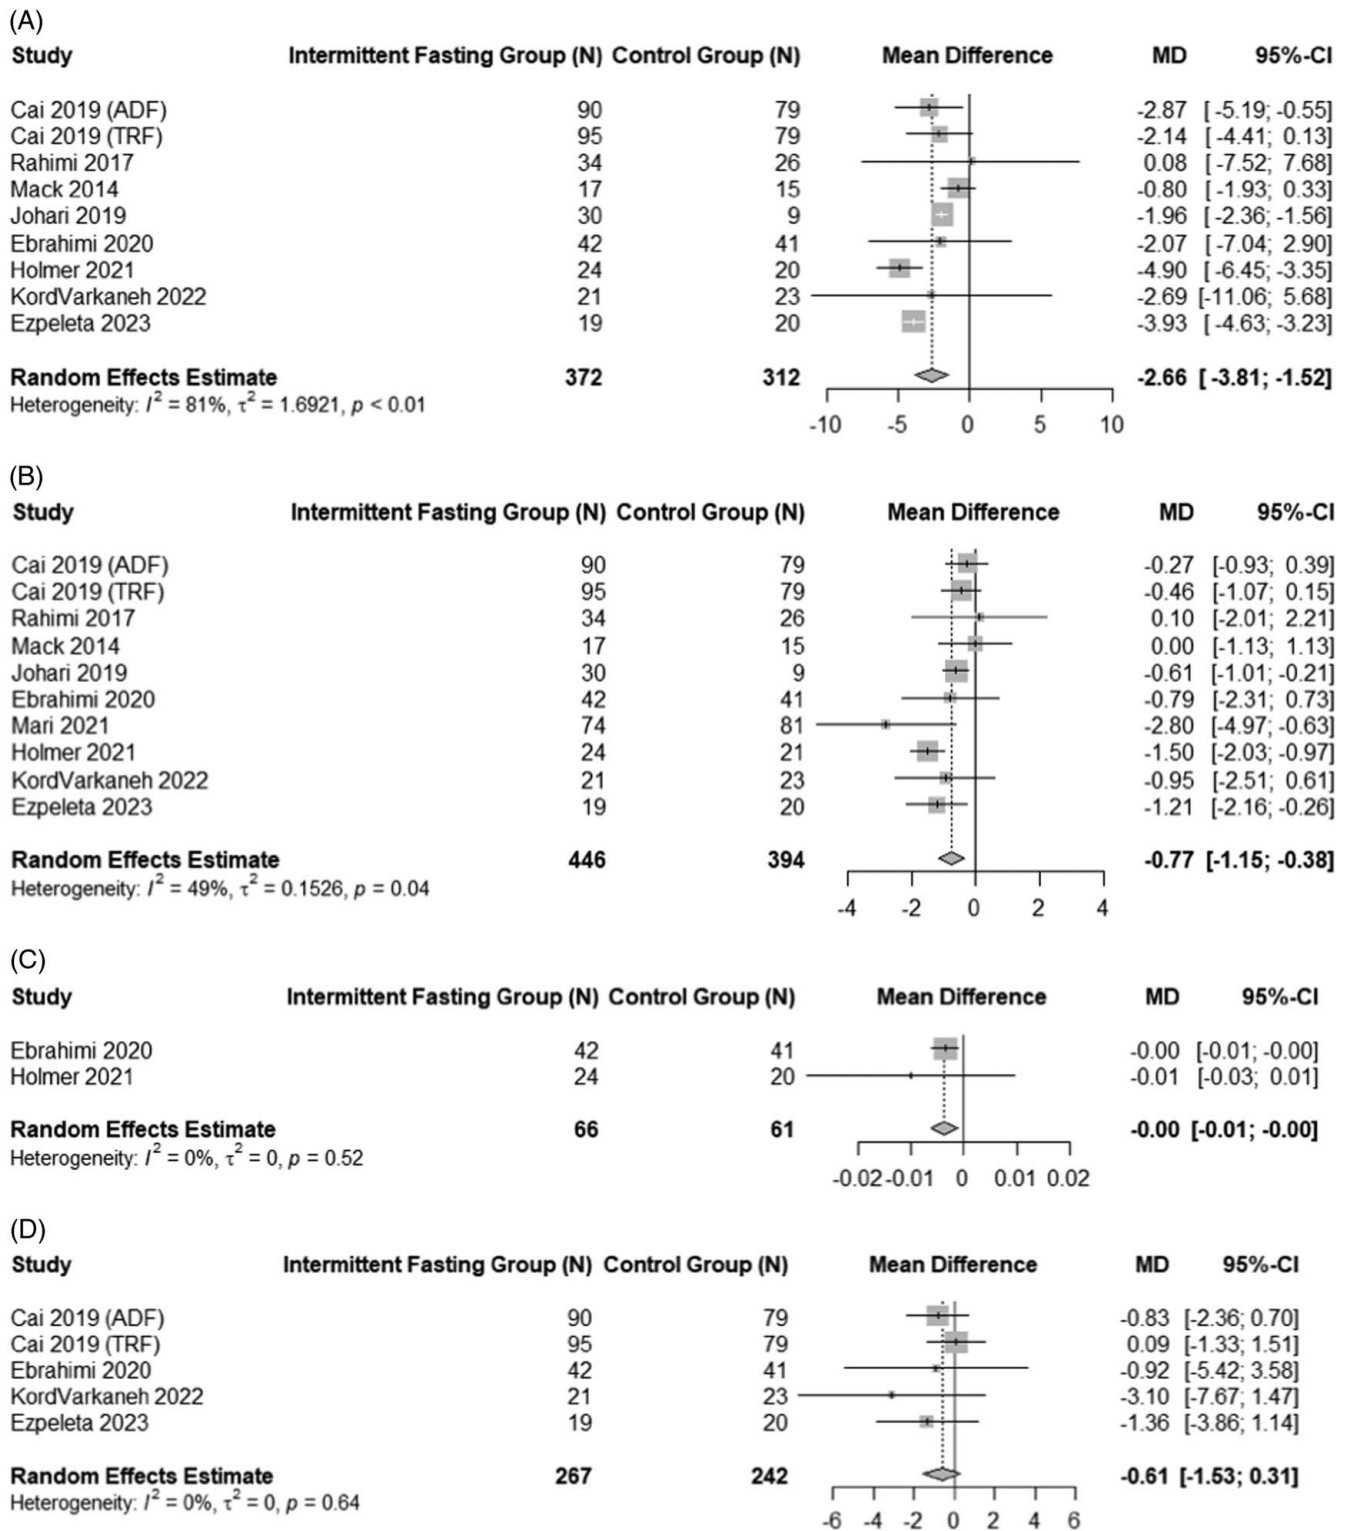 (A)
Study Intermittent Fasting Group (N) Control Group (N) Mean Difference MD 95%-CI
Cai 2019 (ADF) 90 79 -2.87 [ -5.19; -0.55]
Cai 2019 (TRF) 95 79 -2.14 [ -4.41; 0.13]
Rahimi 2017 34 26 0.08 [ -7.52; 7.68]
Mack 2014 17 15 -0.80 [ -1.93; 0.33]
Johari 2019 30 9 -1.96 [ -2.36; -1.56]
Ebrahimi 2020 42 41 -2.07 [ -7.04; 2.90]
Holmer 2021 24 20 -4.90 [ -6.45; -3.35]
KordVarkaneh 2022 21 23 -2.69 [-11.06; 5.68]
Ezpeleta 2023 19 20 -3.93 [ -4.63; -3.23]
Random Effects Estimate 372 312 -2.66 [ -3.81; -1.52]
Heterogeneity: I² = 81%, τ² = 1.6921, p < 0.01
-10 -5 0 5 10
(B)
Study Intermittent Fasting Group (N) Control Group (N) Mean Difference MD 95%-CI
Cai 2019 (ADF) 90 79 -0.27 [-0.93; 0.39]
Cai 2019 (TRF) 95 79 -0.46 [-1.07; 0.15]
Rahimi 2017 34 26 0.10 [-2.01; 2.21]
Mack 2014 17 15 0.00 [-1.13; 1.13]
Johari 2019 30 9 -0.61 [-1.01; -0.21]
Ebrahimi 2020 42 41 -0.79 [-2.31; 0.73]
Mari 2021 74 81 -2.80 [-4.97; -0.63]
Holmer 2021 24 21 -1.50 [-2.03; -0.97]
KordVarkaneh 2022 21 23 -0.95 [-2.51; 0.61]
Ezpeleta 2023 19 20 -1.21 [-2.16; -0.26]
Random Effects Estimate 446 394 -0.77 [-1.15; -0.38]
Heterogeneity: I² = 49%, τ² = 0.1526, p = 0.04
-4 -2 0 2 4
(C)
Study Intermittent Fasting Group (N) Control Group (N) Mean Difference MD 95%-CI
Ebrahimi 2020 42 41 -0.00 [-0.01; -0.00]
Holmer 2021 24 20 -0.01 [-0.03; 0.01]
Random Effects Estimate 66 61 -0.00 [-0.01; -0.00]
Heterogeneity: I² = 0%, τ² = 0, p = 0.52
-0.02 -0.01 0 0.01 0.02
(D)
Study Intermittent Fasting Group (N) Control Group (N) Mean Difference MD 95%-CI
Cai 2019 (ADF) 90 79 -0.83 [-2.36; 0.70]
Cai 2019 (TRF) 95 79 0.09 [-1.33; 1.51]
Ebrahimi 2020 42 41 -0.92 [-5.42; 3.58]
KordVarkaneh 2022 21 23 -3.10 [-7.67; 1.47]
Ezpeleta 2023 19 20 -1.36 [-3.86; 1.14]
Random Effects Estimate 267 242 -0.61 [-1.53; 0.31]
Heterogeneity: I² = 0%, τ² = 0, p = 0.64
-6 -4 -2 0 2 4 6